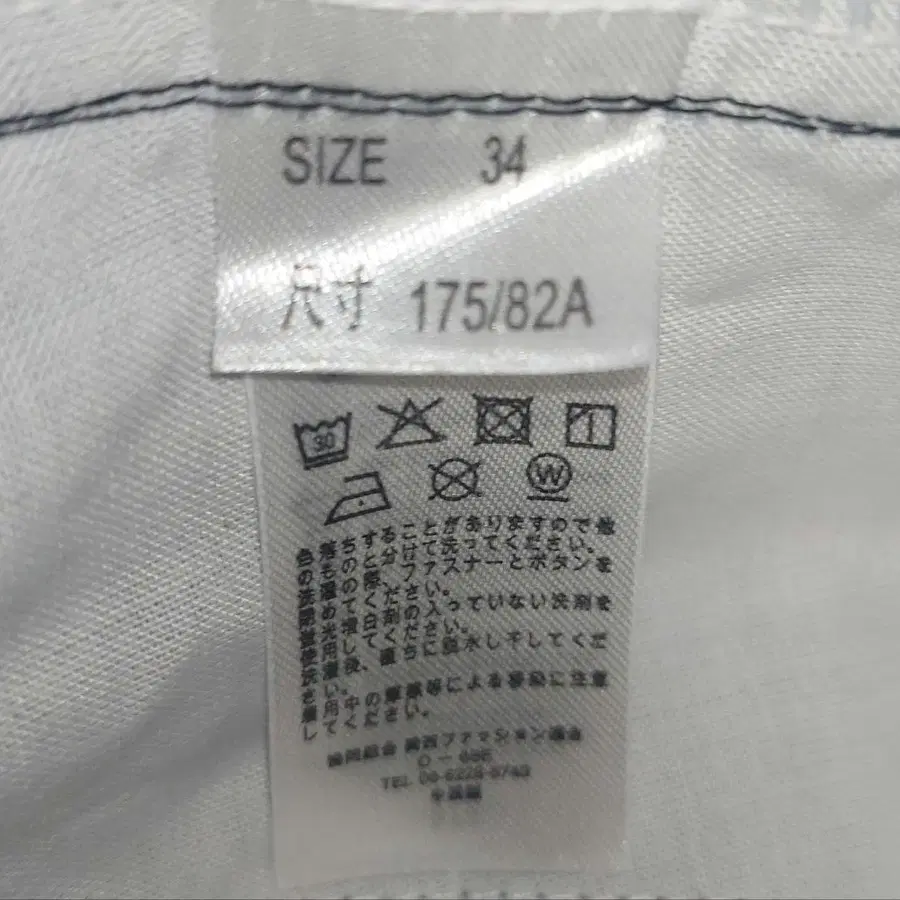 SIZE 34
尺寸 175/82A
30
W
色落ちすることがありますので他
のものと分けて洗ってください。
洗濯の際、ファスナーとボタンを
閉めてください。
蛍光増白剤の入っていない洗剤を
使用してください。
洗濯後、直ちに脱水し干してくだ
さい。
着用中の摩擦等による移染に注意
してください。
TEL